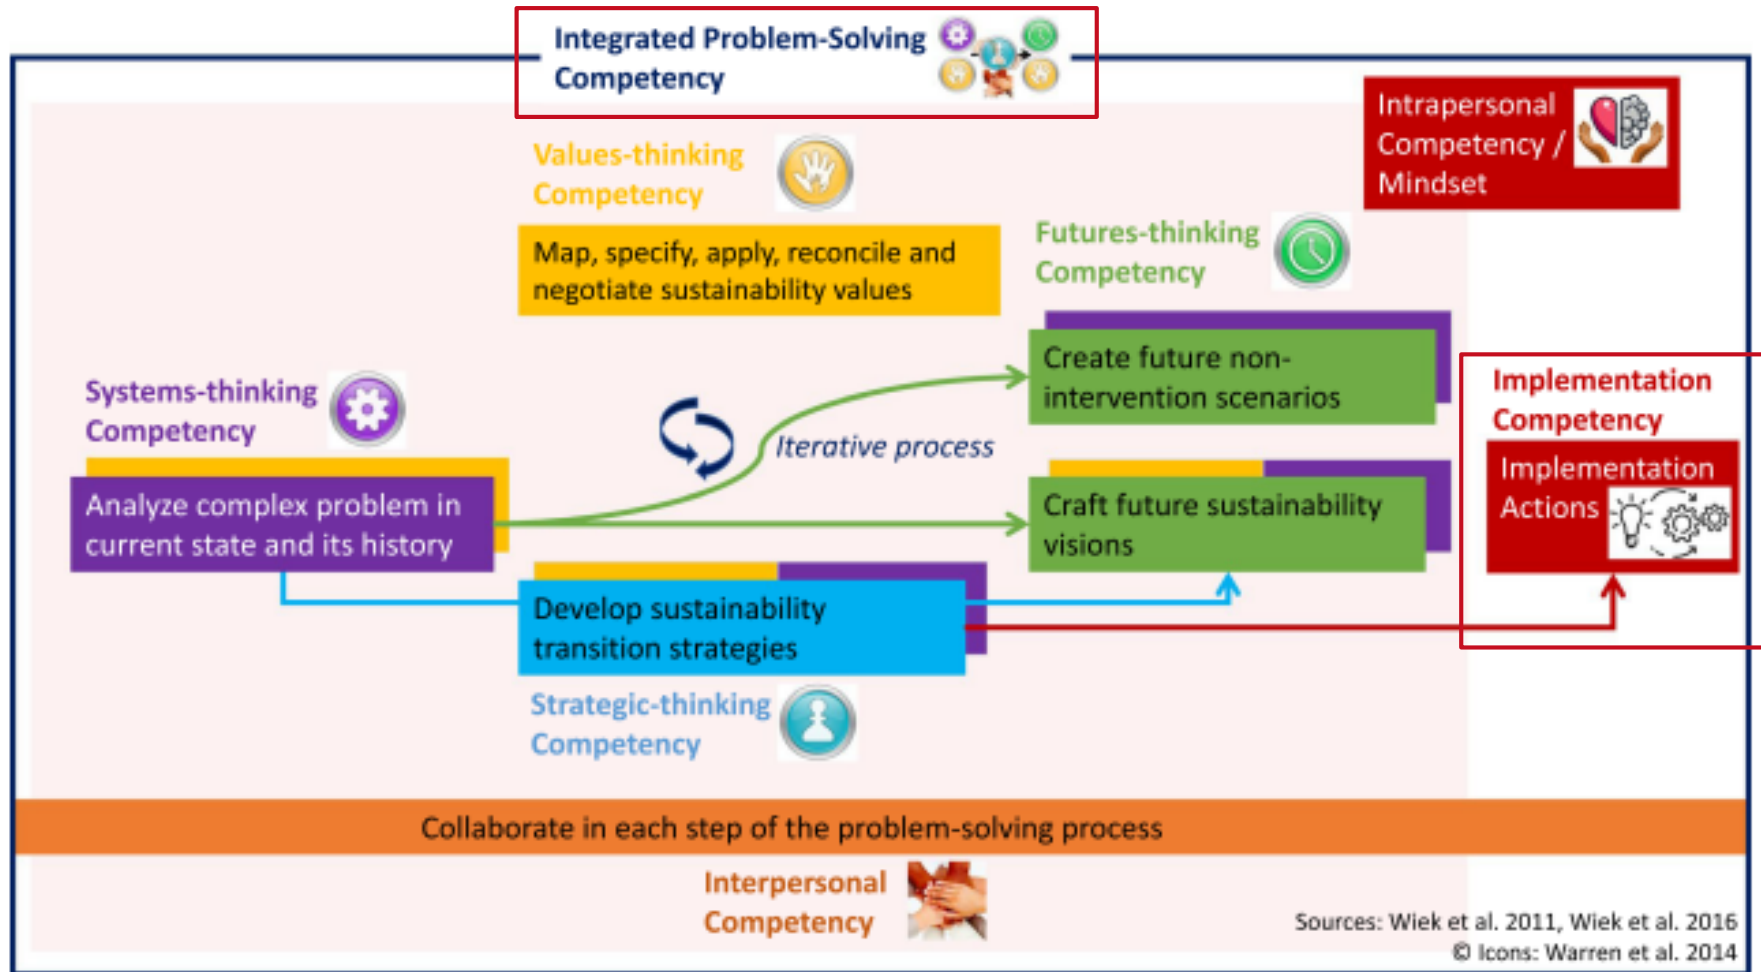 Integrated Problem-Solving
Competency
Intrapersonal
Competency /
Mindset
Values-thinking
Competency
Map, specify, apply, reconcile and
negotiate sustainability values
Futures-thinking
Competency
Create future non-
intervention scenarios
Systems-thinking
Competency
Iterative process
Implementation
Competency
Implementation
Actions
Analyze complex problem in
current state and its history
Craft future sustainability
visions
Develop sustainability
transition strategies
Strategic-thinking
Competency
Collaborate in each step of the problem-solving process
Interpersonal
Competency
Sources: Wiek et al. 2011, Wiek et al. 2016
© Icons: Warren et al. 2014